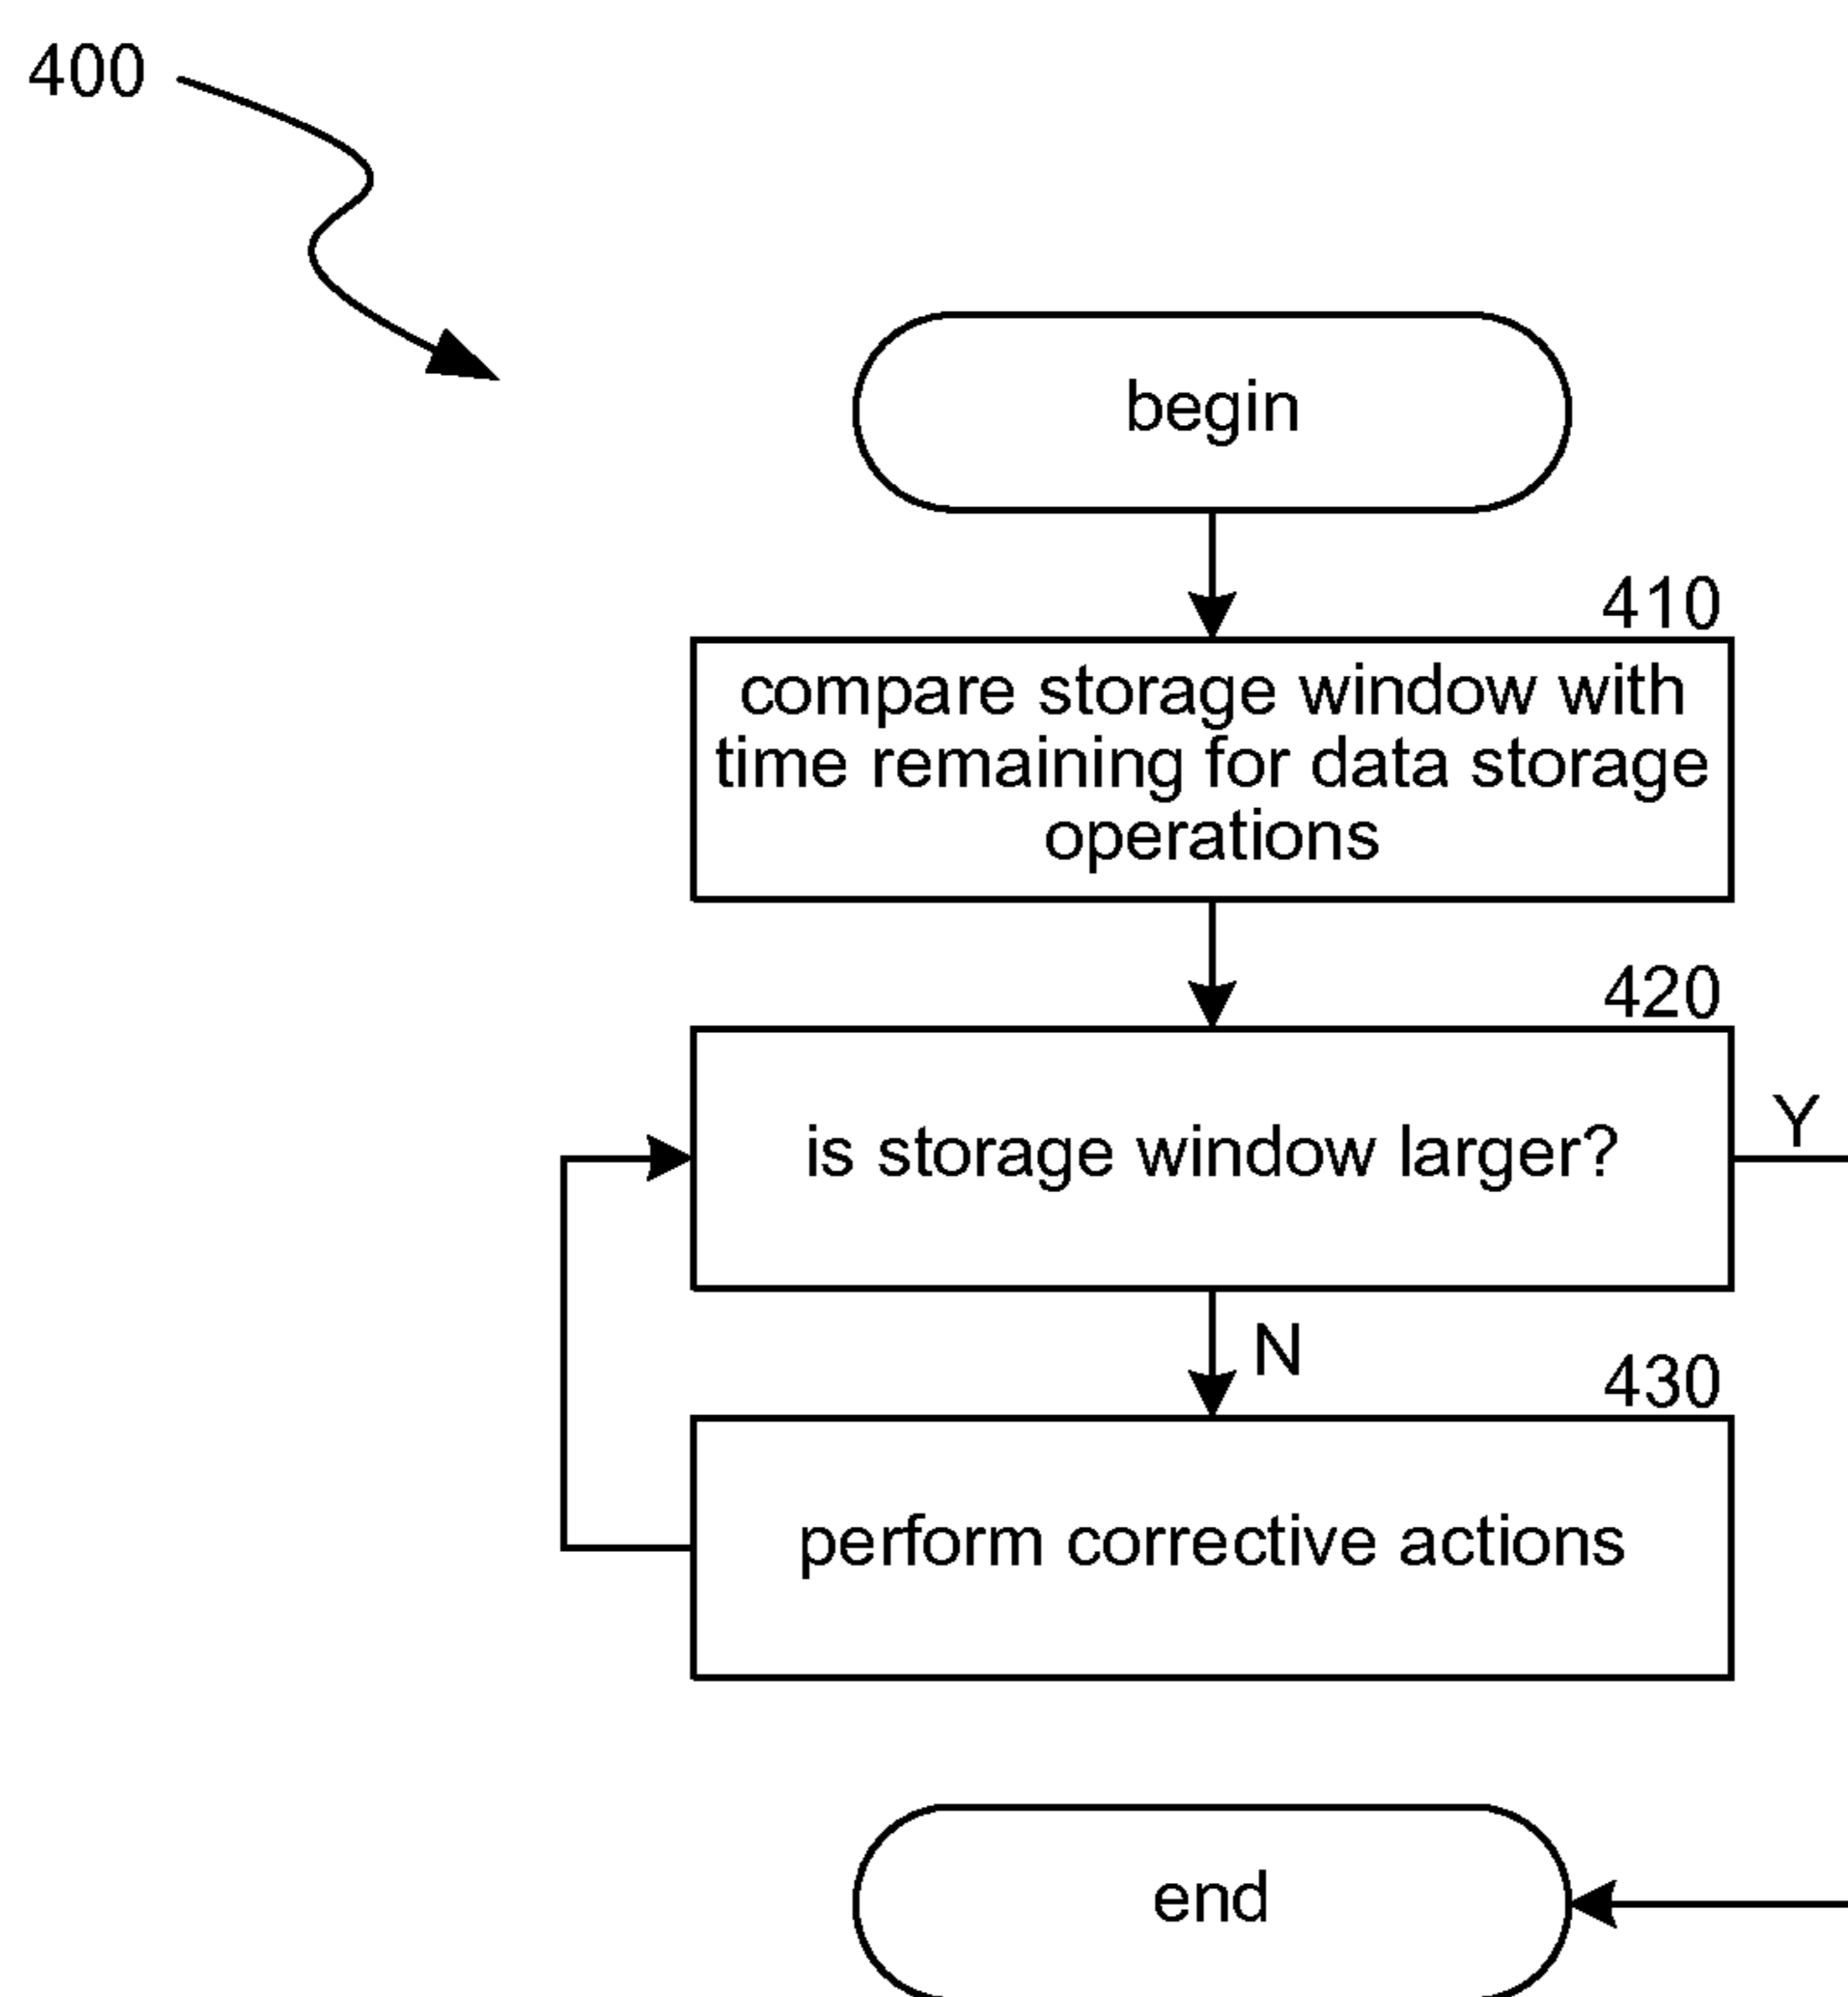 400
begin
410
compare storage window with
time remaining for data storage
operations
420
is storage window larger?
Y
N
430
perform corrective actions
end